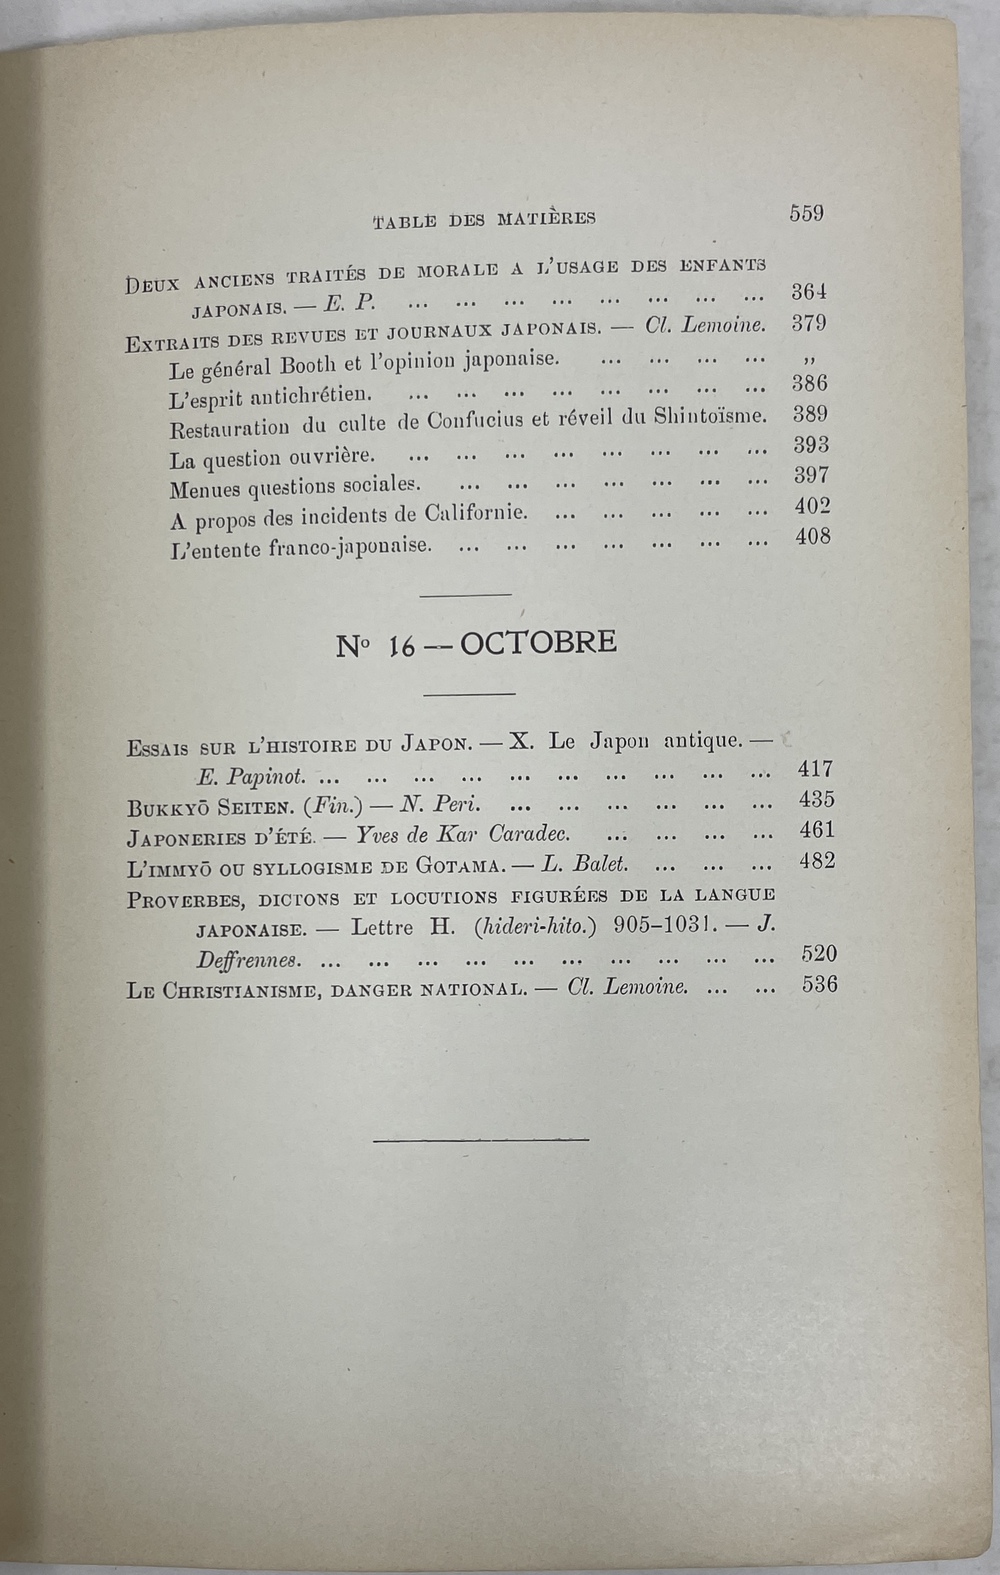 TABLE DES MATIÈRES 559
DEUX ANCIENS TRAITÉS DE MORALE A L'USAGE DES ENFANTS
JAPONAIS. — E. P. ... ... ... ... ... ... ... ... 364
EXTRAITS DES REVUES ET JOURNAUX JAPONAIS. — Cl. Lemoine. 379
Le général Booth et l'opinion japonaise. ... ... ... ... „
L'esprit antichrétien. ... ... ... ... ... ... ... ... 386
Restauration du culte de Confucius et réveil du Shintoïsme. 389
La question ouvrière. ... ... ... ... ... ... ... ... 393
Menues questions sociales. ... ... ... ... ... ... ... 397
A propos des incidents de Californie. ... ... ... ... ... 402
L'entente franco-japonaise. ... ... ... ... ... ... ... 408
Nº 16 — OCTOBRE
ESSAIS SUR L'HISTOIRE DU JAPON. — X. Le Japon antique. —
E. Papinot. ... ... ... ... ... ... ... ... ... ... 417
BUKKYŌ SEITEN. (Fin.) — N. Peri. ... ... ... ... ... ... 435
JAPONERIES D'ÉTÉ. — Yves de Kar Caradec. ... ... ... ... 461
L'IMMYŌ OU SYLLOGISME DE GOTAMA. — L. Balet. ... ... ... 482
PROVERBES, DICTONS ET LOCUTIONS FIGURÉES DE LA LANGUE
JAPONAISE. — Lettre H. (hideri-hito.) 905–1031. — J.
Deffrennes. ... ... ... ... ... ... ... ... ... ... 520
LE CHRISTIANISME, DANGER NATIONAL. — Cl. Lemoine. ... ... 536